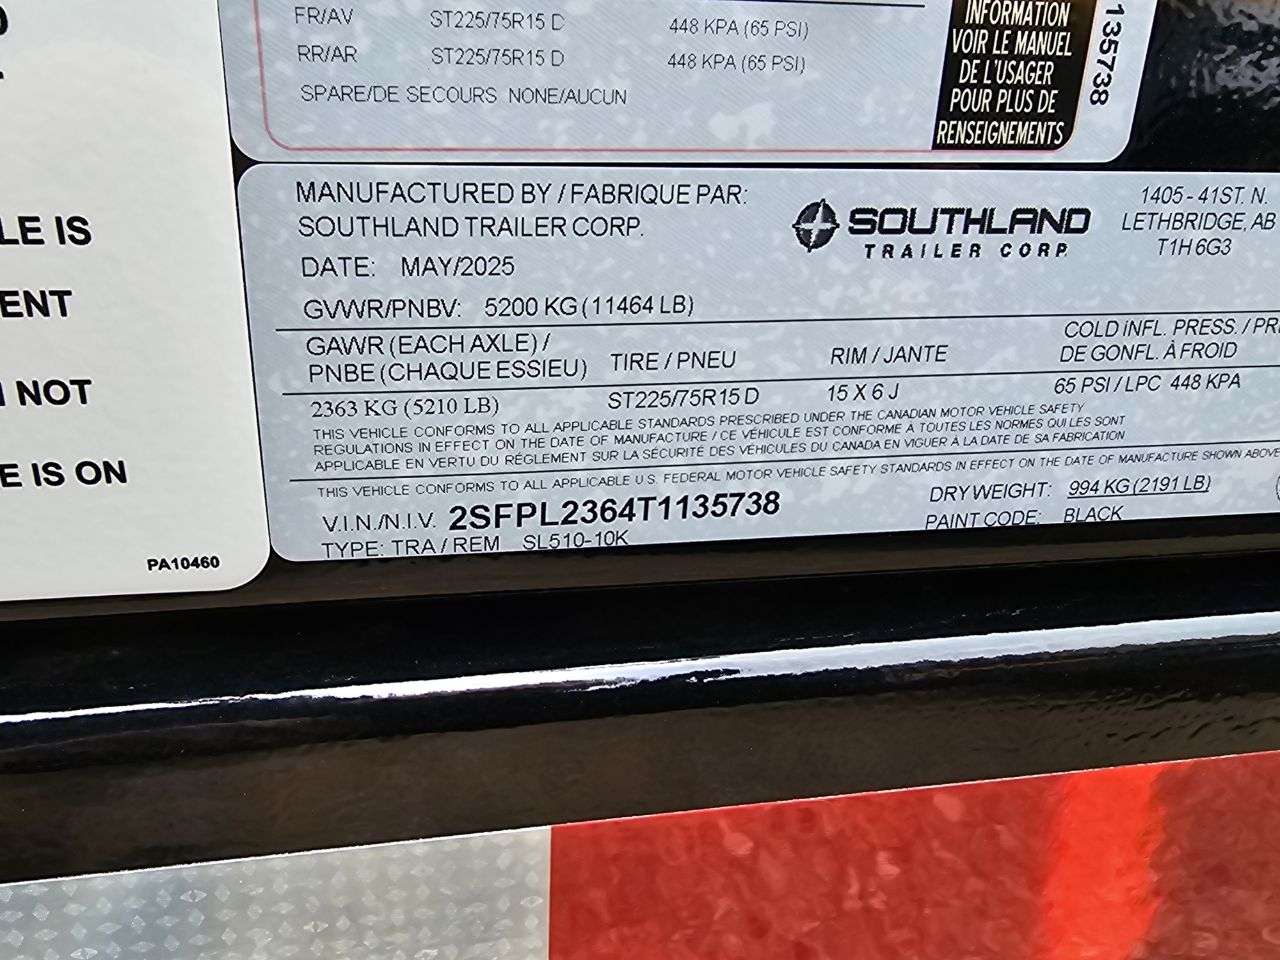 LE IS
ENT
NOT
E IS ON
PA10460
FR/AV ST225/75R15 D 448 KPA (65 PSI)
RR/AR ST225/75R15 D 448 KPA (65 PSI)
SPARE/DE SECOURS NONE/AUCUN
INFORMATION
VOIR LE MANUEL
DE L'USAGER
POUR PLUS DE
RENSEIGNEMENTS
135738
MANUFACTURED BY / FABRIQUE PAR:
SOUTHLAND TRAILER CORP.
DATE: MAY/2025
GVWR/PNBV: 5200 KG (11464 LB)
SOUTHLAND
TRAILER CORP.
1405 - 41ST. N.
LETHBRIDGE, AB
T1H 6G3
GAWR (EACH AXLE) /
PNBE (CHAQUE ESSIEU) TIRE / PNEU RIM / JANTE
COLD INFL. PRESS. / PR
DE GONFL. À FROID
2363 KG (5210 LB) ST225/75R15 D 15 X 6 J 65 PSI / LPC 448 KPA
THIS VEHICLE CONFORMS TO ALL APPLICABLE STANDARDS PRESCRIBED UNDER THE CANADIAN MOTOR VEHICLE SAFETY
REGULATIONS IN EFFECT ON THE DATE OF MANUFACTURE / CE VÉHICULE EST CONFORME À TOUTES LES NORMES QUI LES SONT
APPLICABLE EN VERTU DU RÉGLEMENT SUR LA SÉCURITÉ DES VÉHICULES DU CANADA EN VIGUER À LA DATE DE SA FABRICATION
THIS VEHICLE CONFORMS TO ALL APPLICABLE U.S. FEDERAL MOTOR VEHICLE SAFETY STANDARDS IN EFFECT ON THE DATE OF MANUFACTURE SHOWN ABOVE
V.I.N./N.I.V. 2SFPL2364T1135738
TYPE: TRA / REM SL510-10K
DRY WEIGHT: 994 KG (2191 LB)
PAINT CODE: BLACK